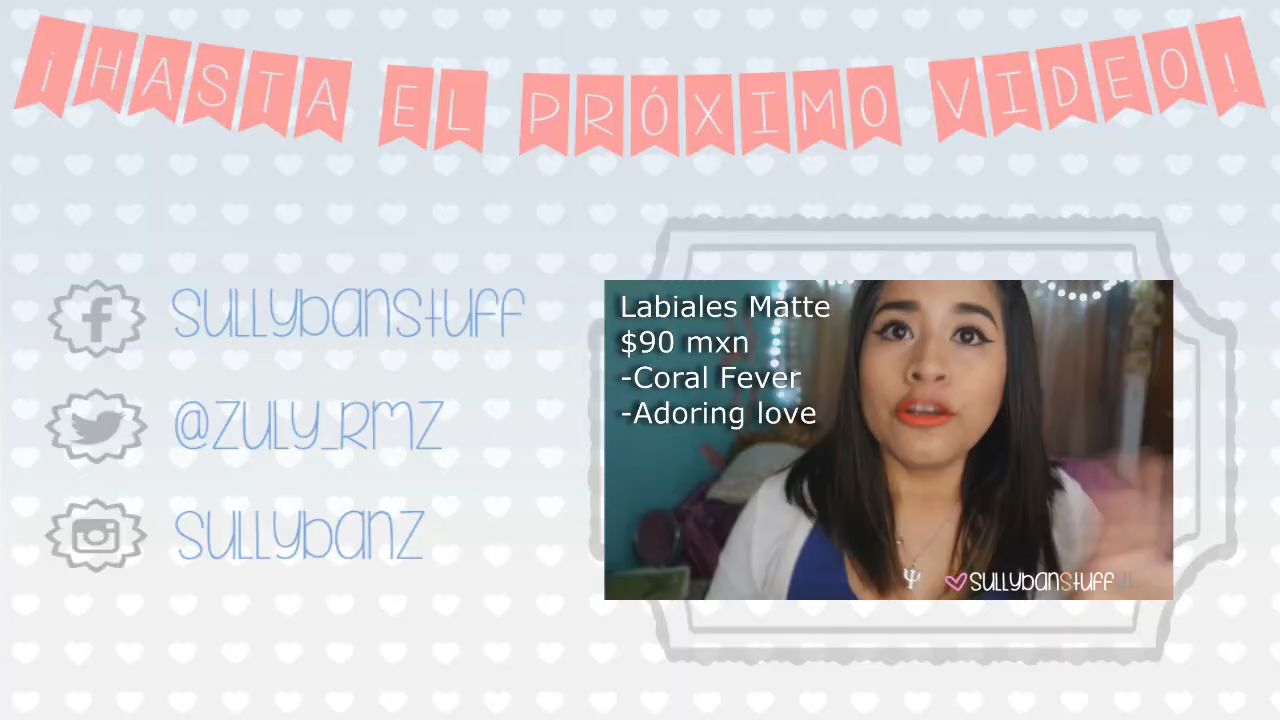 ¡HASTA EL PRÓXIMO VIDEO!
SULLYbANStUFF
@ZULY_RMZ
SULLYbANZ
Labiales Matte
$90 mxn
-Coral Fever
-Adoring love
SULLYbANStUFF